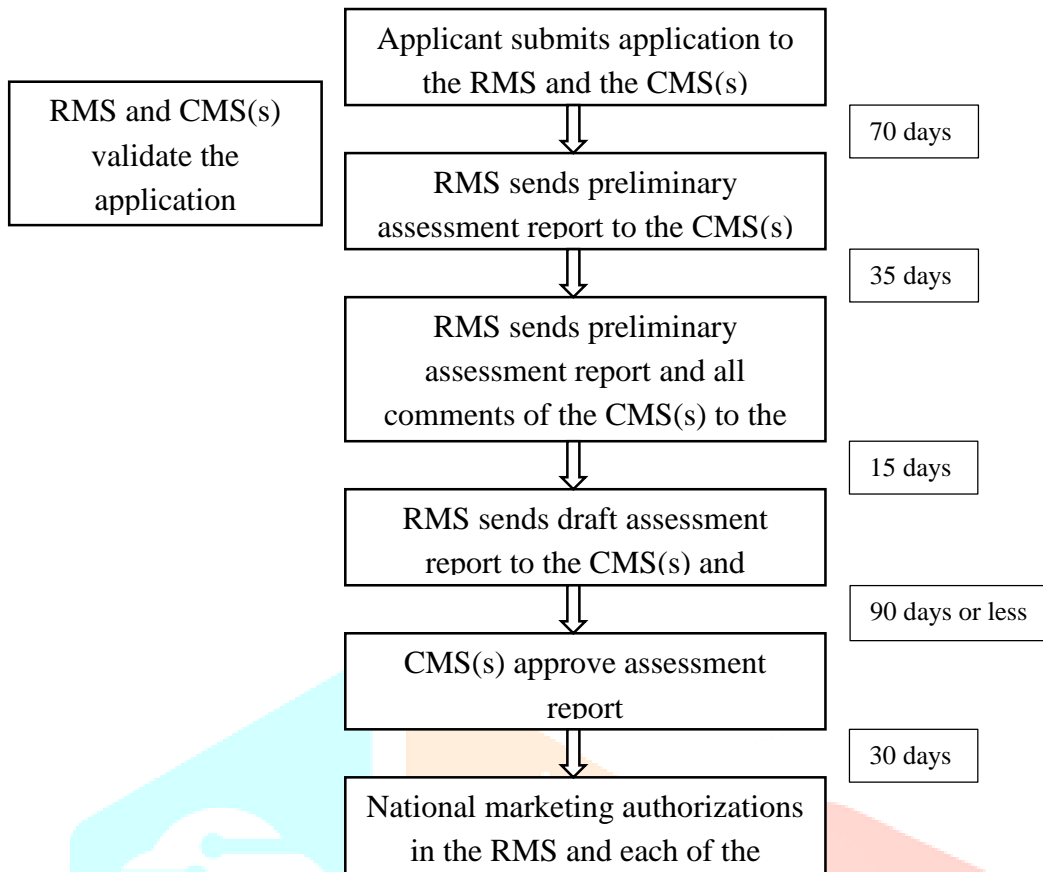 Applicant submits application to
the RMS and the CMS(s)
RMS and CMS(s)
validate the
application
70 days
RMS sends preliminary
assessment report to the CMS(s)
35 days
RMS sends preliminary
assessment report and all
comments of the CMS(s) to the
15 days
RMS sends draft assessment
report to the CMS(s) and
90 days or less
CMS(s) approve assessment
report
30 days
National marketing authorizations
in the RMS and each of the